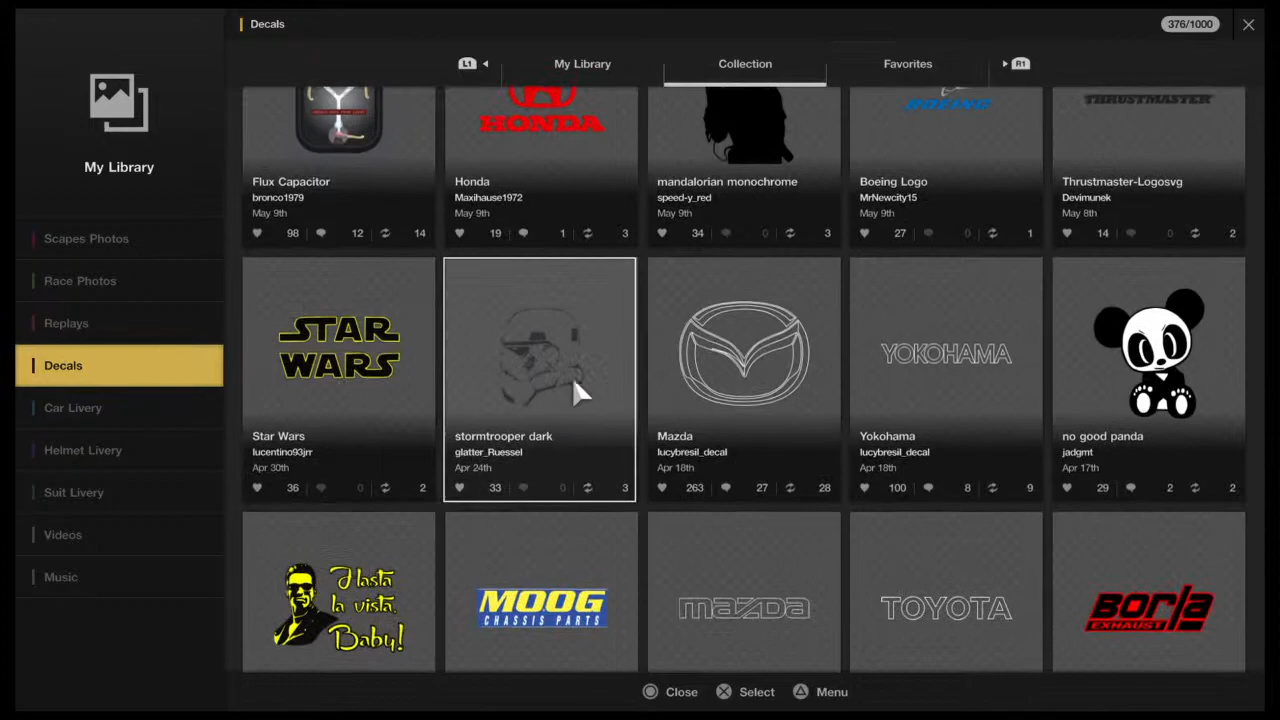 Decals
376/1000
L1
My Library
Collection
Favorites
R1
My Library
Scapes Photos
Race Photos
Replays
Decals
Car Livery
Helmet Livery
Suit Livery
Videos
Music
HONDA
BOEING
THRUSTMASTER
Flux Capacitor
bronco1979
May 9th
98 12 14
Honda
Maxihause1972
May 9th
19 1 3
mandalorian monochrome
speed-y_red
May 9th
34 0 3
Boeing Logo
MrNewcity15
May 9th
27 0 1
Thrustmaster-Logosvg
Devimunek
May 8th
14 0 2
STAR
WARS
Star Wars
lucentino93jrr
Apr 30th
36 0 2
stormtrooper dark
glatter_Ruessel
Apr 24th
33 0 3
Mazda
lucybresil_decal
Apr 18th
263 27 28
YOKOHAMA
Yokohama
lucybresil_decal
Apr 18th
100 8 9
no good panda
jadgmt
Apr 17th
29 2 2
Hasta
la vista,
Baby!
MOOG
CHASSIS PARTS
mazda
TOYOTA
Borla
EXHAUST
Close
Select
Menu